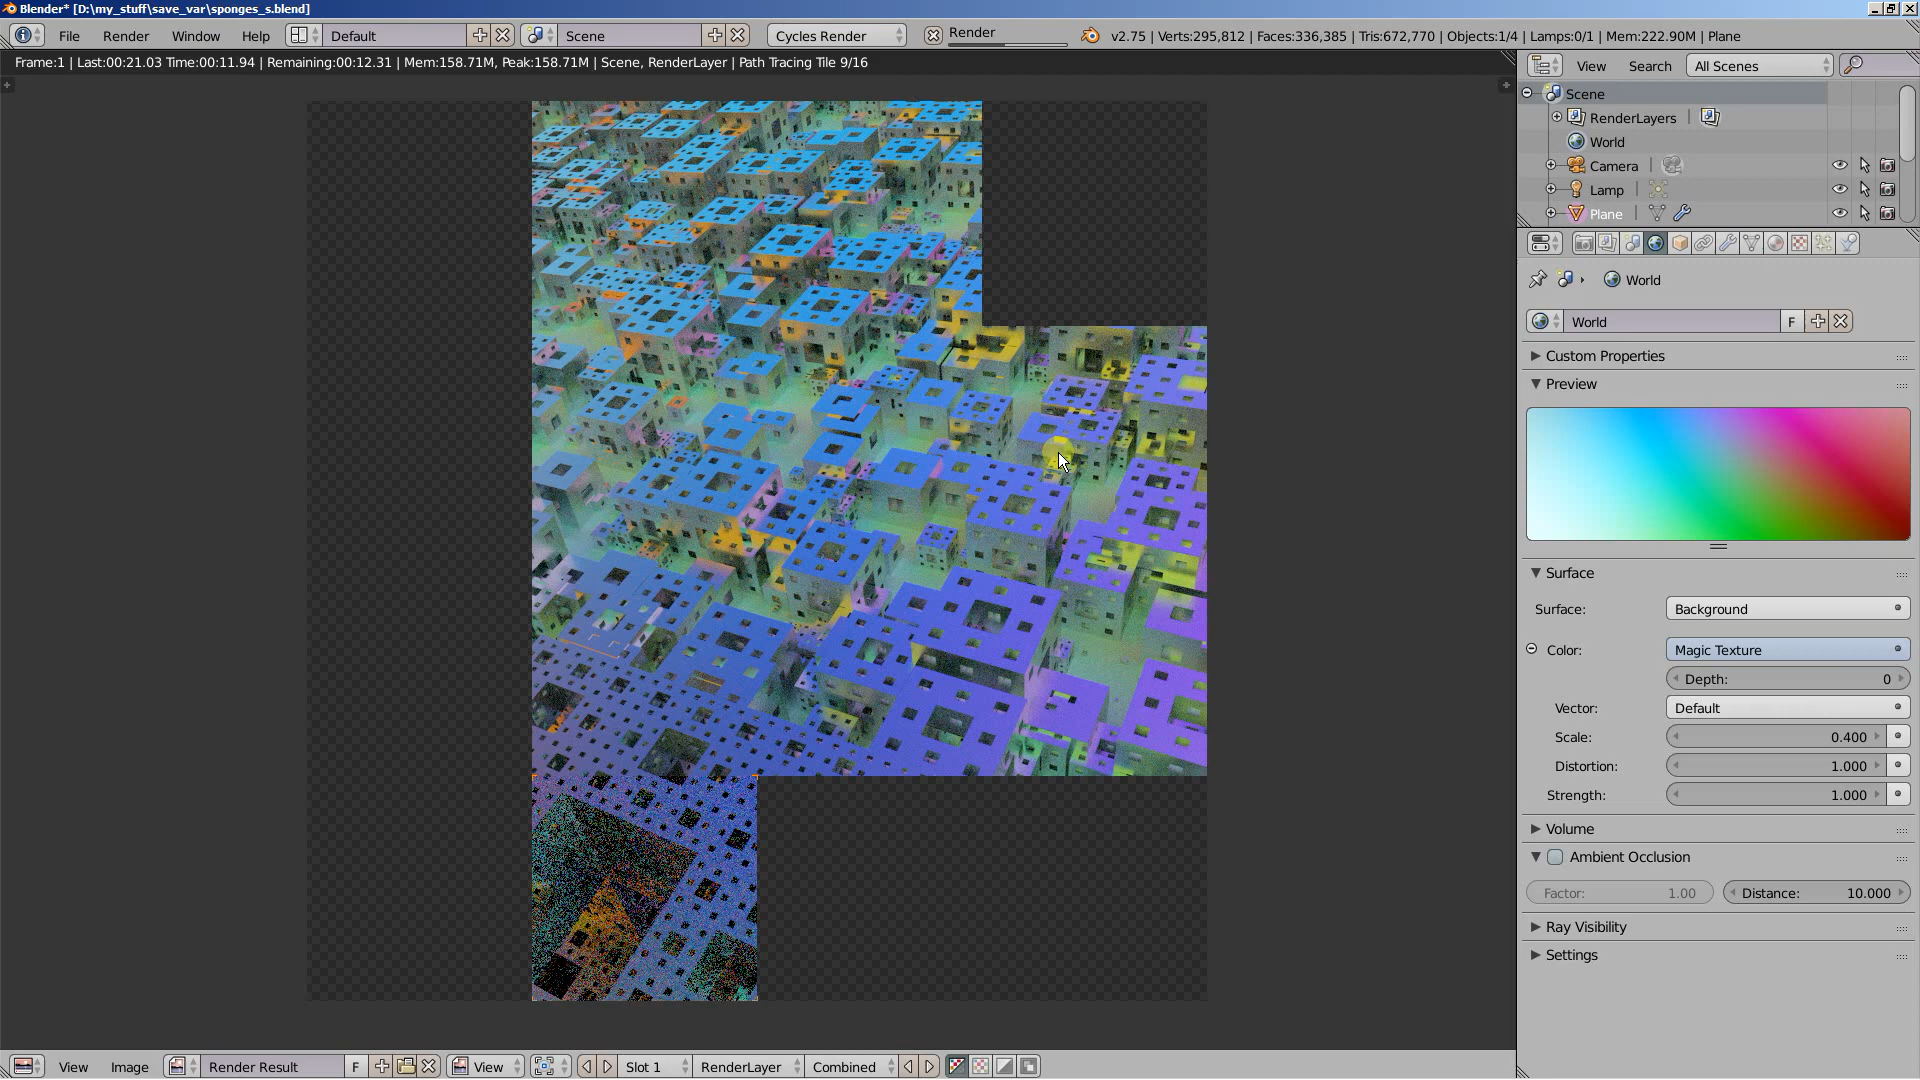 Blender* [D:\my_stuff\save_var\sponges_s.blend]
File Render Window Help Default Scene Cycles Render Render v2.75 | Verts:295,812 | Faces:336,385 | Tris:672,770 | Objects:1/4 | Lamps:0/1 | Mem:222.90M | Plane
Frame:1 | Last:00:21.03 Time:00:11.94 | Remaining:00:12.31 | Mem:158.71M, Peak:158.71M | Scene, RenderLayer | Path Tracing Tile 9/16
View Search All Scenes
Scene
RenderLayers
World
Camera
Lamp
Plane
World
World F
Custom Properties
Preview
Surface
Surface: Background
Color: Magic Texture
Depth: 0
Vector: Default
Scale: 0.400
Distortion: 1.000
Strength: 1.000
Volume
Ambient Occlusion
Factor: 1.00 Distance: 10.000
Ray Visibility
Settings
View Image Render Result F View Slot 1 RenderLayer Combined